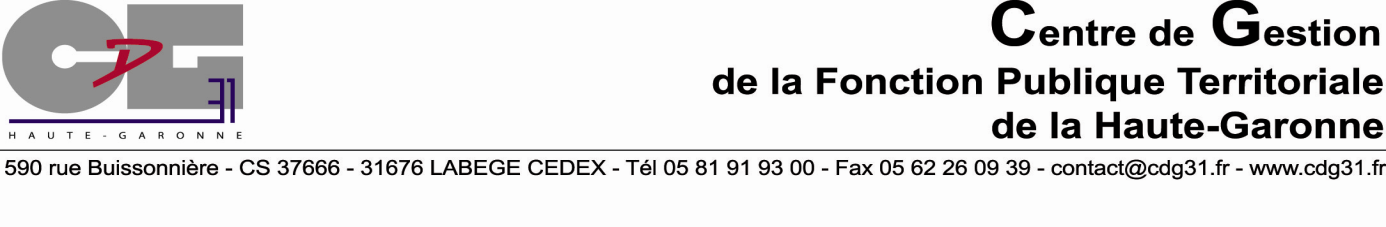 CDG
31
HAUTE-GARONNE
Centre de Gestion
de la Fonction Publique Territoriale
de la Haute-Garonne
590 rue Buissonnière - CS 37666 - 31676 LABEGE CEDEX - Tél 05 81 91 93 00 - Fax 05 62 26 09 39 - contact@cdg31.fr - www.cdg31.fr